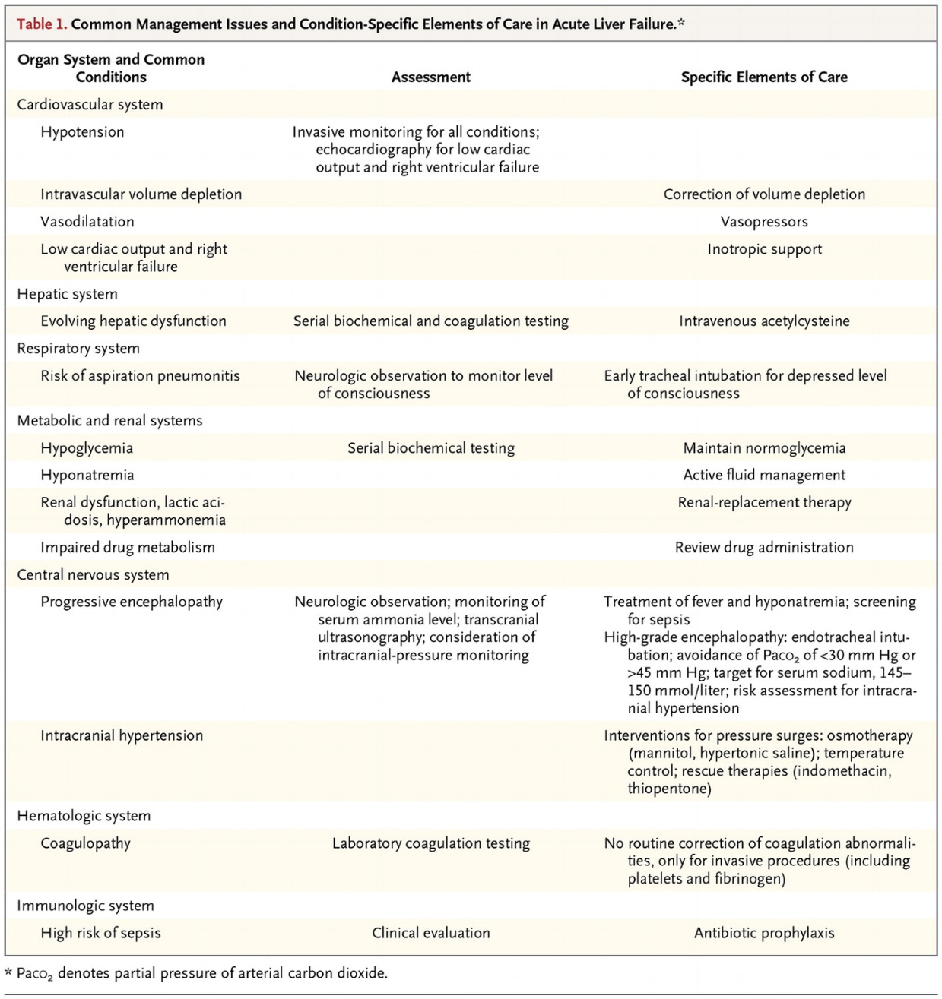 Table 1. Common Management Issues and Condition-Specific Elements of Care in Acute Liver Failure.*
Organ System and Common
Conditions
Assessment
Specific Elements of Care
Cardiovascular system
Hypotension
Invasive monitoring for all conditions;
echocardiography for low cardiac
output and right ventricular failure
Intravascular volume depletion
Correction of volume depletion
Vasodilatation
Vasopressors
Low cardiac output and right
ventricular failure
Inotropic support
Hepatic system
Evolving hepatic dysfunction
Serial biochemical and coagulation testing
Intravenous acetylcysteine
Respiratory system
Risk of aspiration pneumonitis
Neurologic observation to monitor level
of consciousness
Early tracheal intubation for depressed level
of consciousness
Metabolic and renal systems
Hypoglycemia
Serial biochemical testing
Maintain normoglycemia
Hyponatremia
Active fluid management
Renal dysfunction, lactic aci-
dosis, hyperammonemia
Renal-replacement therapy
Impaired drug metabolism
Review drug administration
Central nervous system
Progressive encephalopathy
Neurologic observation; monitoring of
serum ammonia level; transcranial
ultrasonography; consideration of
intracranial-pressure monitoring
Treatment of fever and hyponatremia; screening
for sepsis
High-grade encephalopathy: endotracheal intu-
bation; avoidance of Paco₂ of <30 mm Hg or
>45 mm Hg; target for serum sodium, 145–
150 mmol/liter; risk assessment for intracra-
nial hypertension
Intracranial hypertension
Interventions for pressure surges: osmotherapy
(mannitol, hypertonic saline); temperature
control; rescue therapies (indomethacin,
thiopentone)
Hematologic system
Coagulopathy
Laboratory coagulation testing
No routine correction of coagulation abnormali-
ties, only for invasive procedures (including
platelets and fibrinogen)
Immunologic system
High risk of sepsis
Clinical evaluation
Antibiotic prophylaxis
* Paco₂ denotes partial pressure of arterial carbon dioxide.